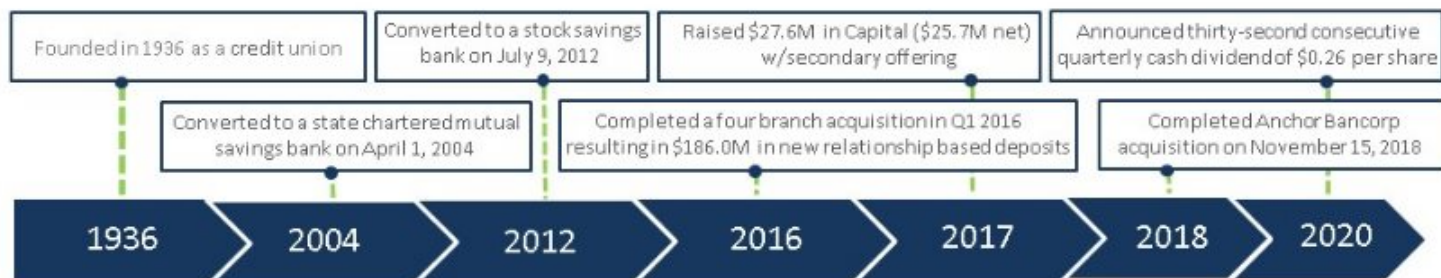 Founded in 1936 as a credit union
Converted to a stock savings
bank on July 9, 2012
Raised $27.6M in Capital ($25.7M net)
w/secondary offering
Announced thirty-second consecutive
quarterly cash dividend of $0.26 per share
Converted to a state chartered mutual
savings bank on April 1, 2004
Completed a four branch acquisition in Q1 2016
resulting in $186.0M in new relationship based deposits
Completed Anchor Bancorp
acquisition on November 15, 2018
1936
2004
2012
2016
2017
2018
2020